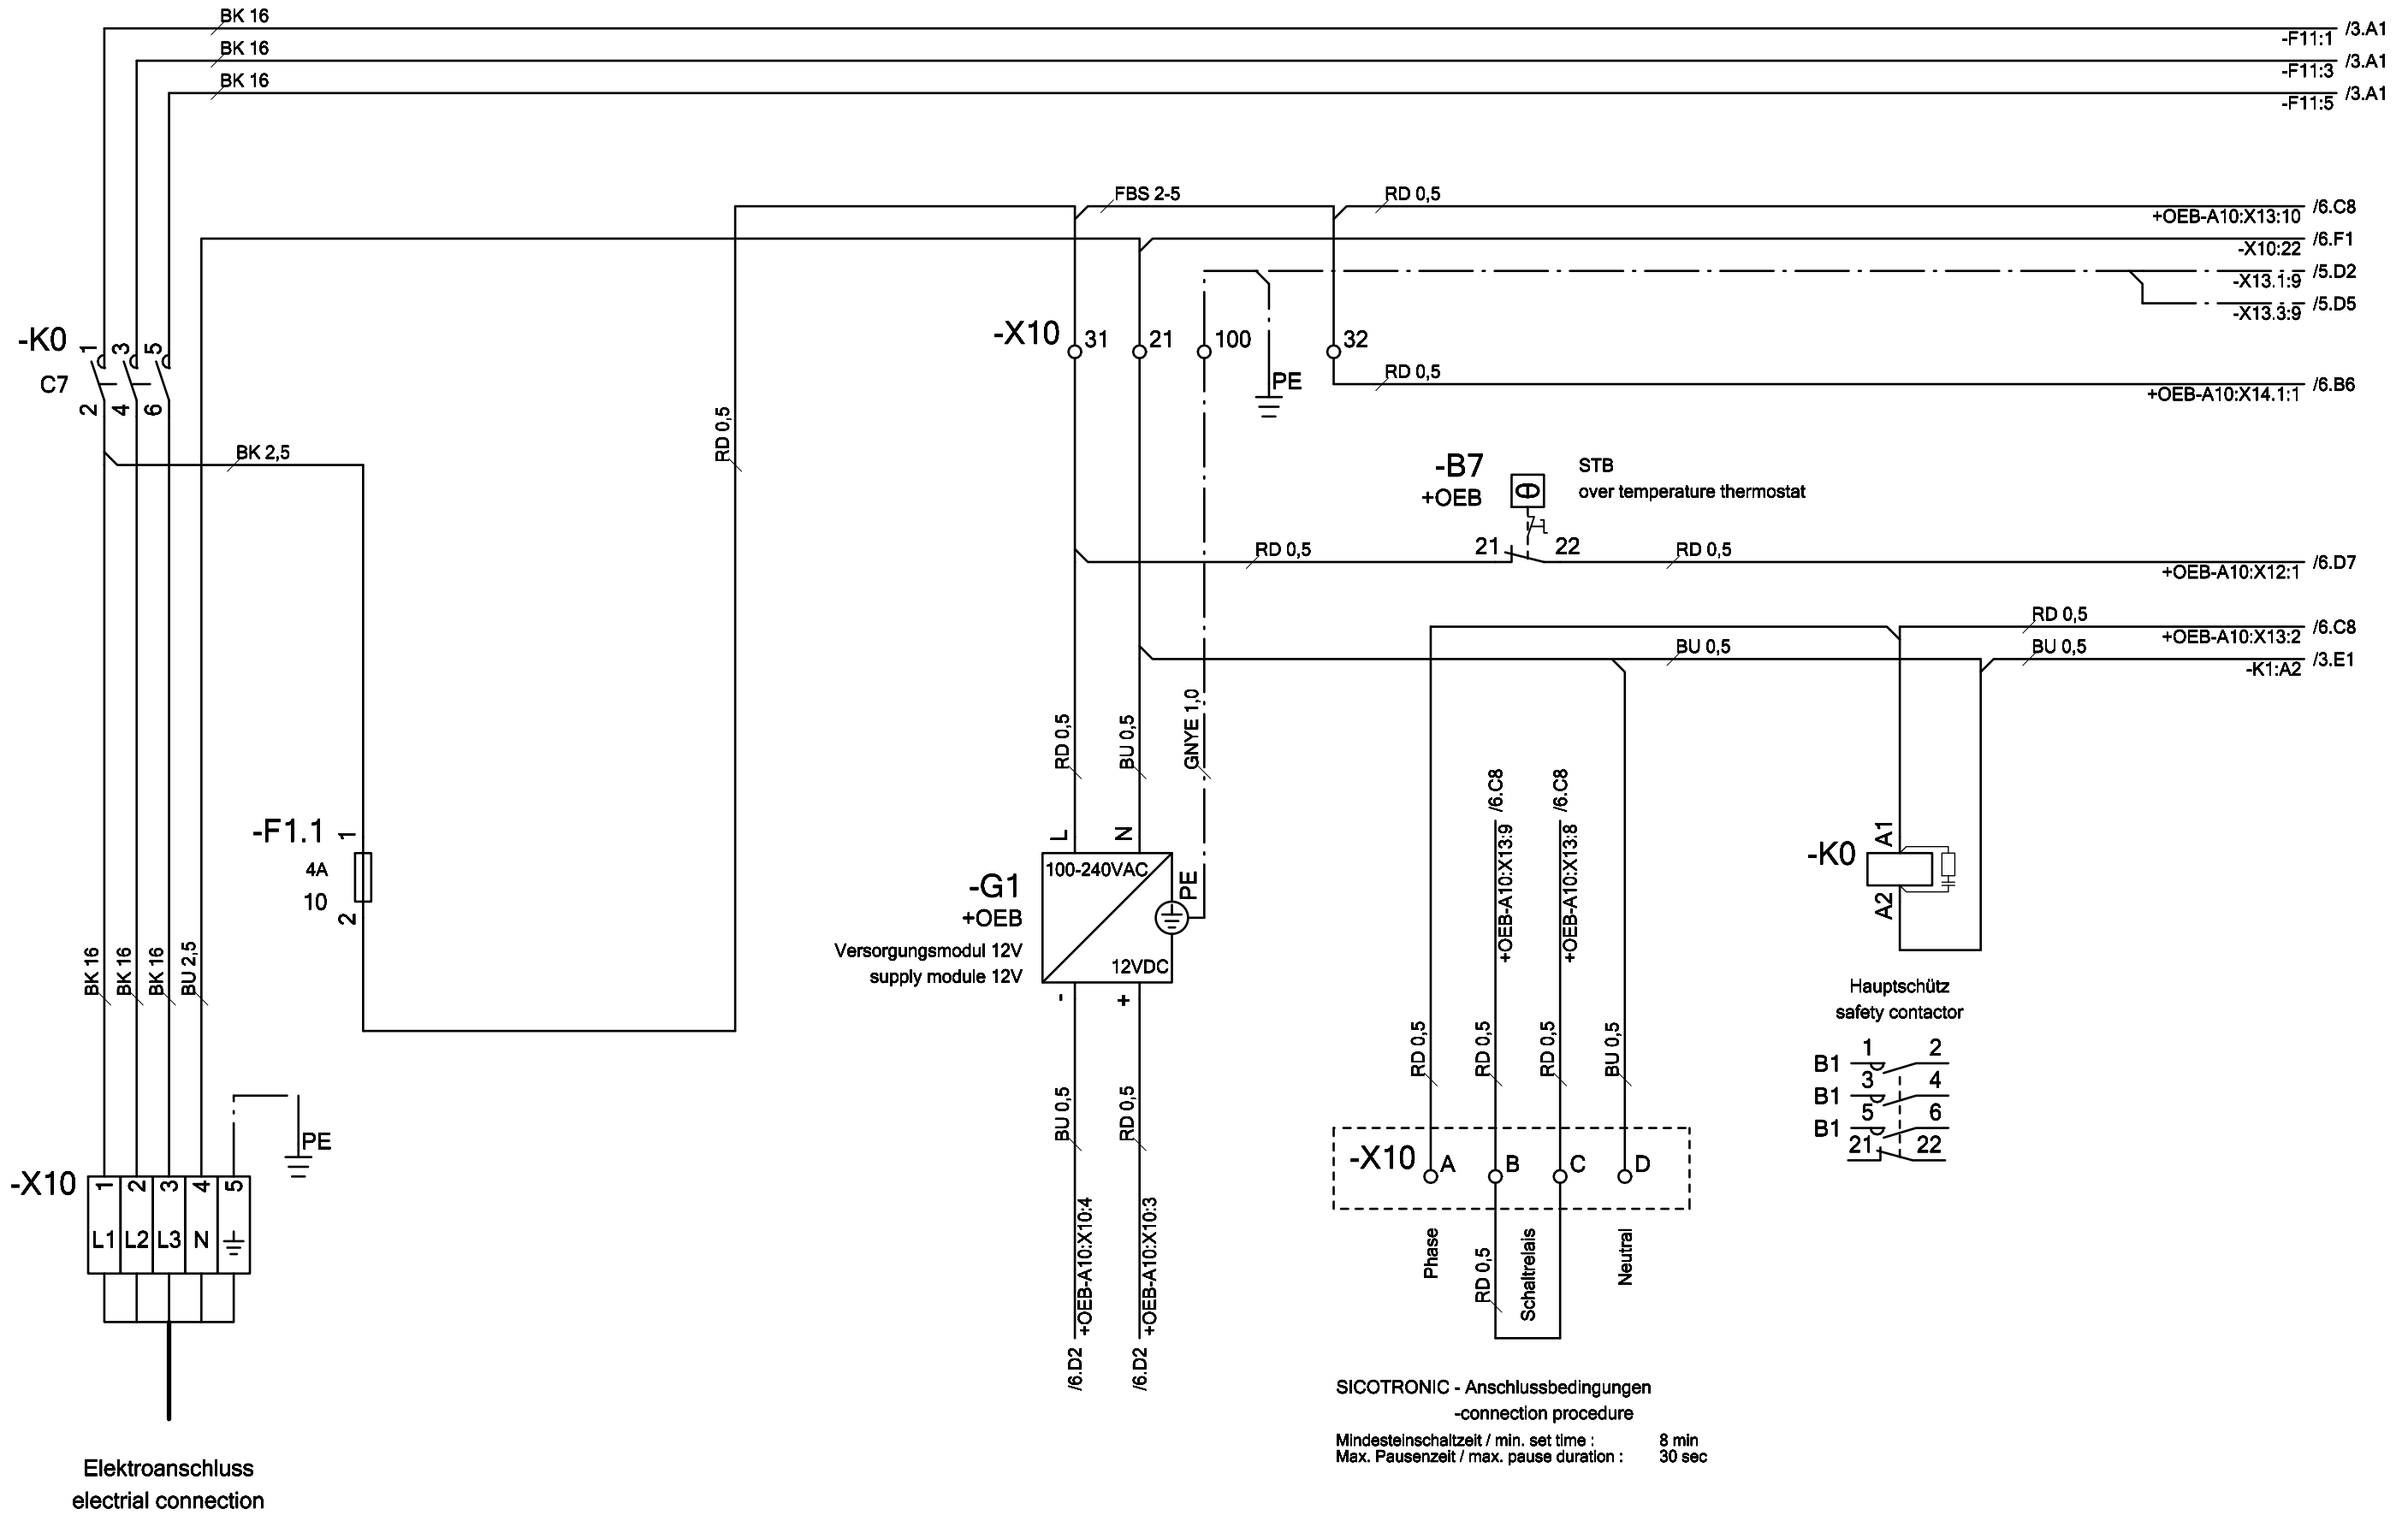 BK 16
/3.A1
-F11:1
BK 16
/3.A1
-F11:3
BK 16
/3.A1
-F11:5
FBS 2-5
RD 0,5
/6.C8
+OEB-A10:X13:10
/6.F1
-X10:22
/5.D2
-X13.1:9
/5.D5
-X13.3:9
-K0
1
3
5
C7
2
4
6
-X10
31
21
100
32
PE
RD 0,5
/6.B6
+OEB-A10:X14.1:1
BK 2,5
RD 0,5
-B7
+OEB
STB
over temperature thermostat
RD 0,5
21
22
RD 0,5
/6.D7
+OEB-A10:X12:1
RD 0,5
/6.C8
+OEB-A10:X13:2
BU 0,5
BU 0,5
/3.E1
-K1:A2
RD 0,5
BU 0,5
GNYE 1,0
-F1.1
1
4A
10
2
L
N
100-240VAC
PE
-G1
+OEB
Versorgungsmodul 12V
supply module 12V
12VDC
-
+
/6.C8
+OEB-A10:X13:9
/6.C8
+OEB-A10:X13:8
A1
-K0
A2
Hauptschütz
safety contactor
B1
1
2
B1
3
4
B1
5
6
21
22
BK 16
BK 16
BK 16
BU 2,5
PE
-X10
1
2
3
4
5
L1
L2
L3
N
Elektroanschluss
electrial connection
BU 0,5
RD 0,5
+OEB-A10:X10:4
/6.D2
+OEB-A10:X10:3
/6.D2
RD 0,5
RD 0,5
RD 0,5
BU 0,5
-X10
A
B
C
D
Phase
RD 0,5
Schaltrelais
Neutral
SICOTRONIC - Anschlussbedingungen
-connection procedure
Mindesteinschaltzeit / min. set time : 8 min
Max. Pausenzeit / max. pause duration : 30 sec